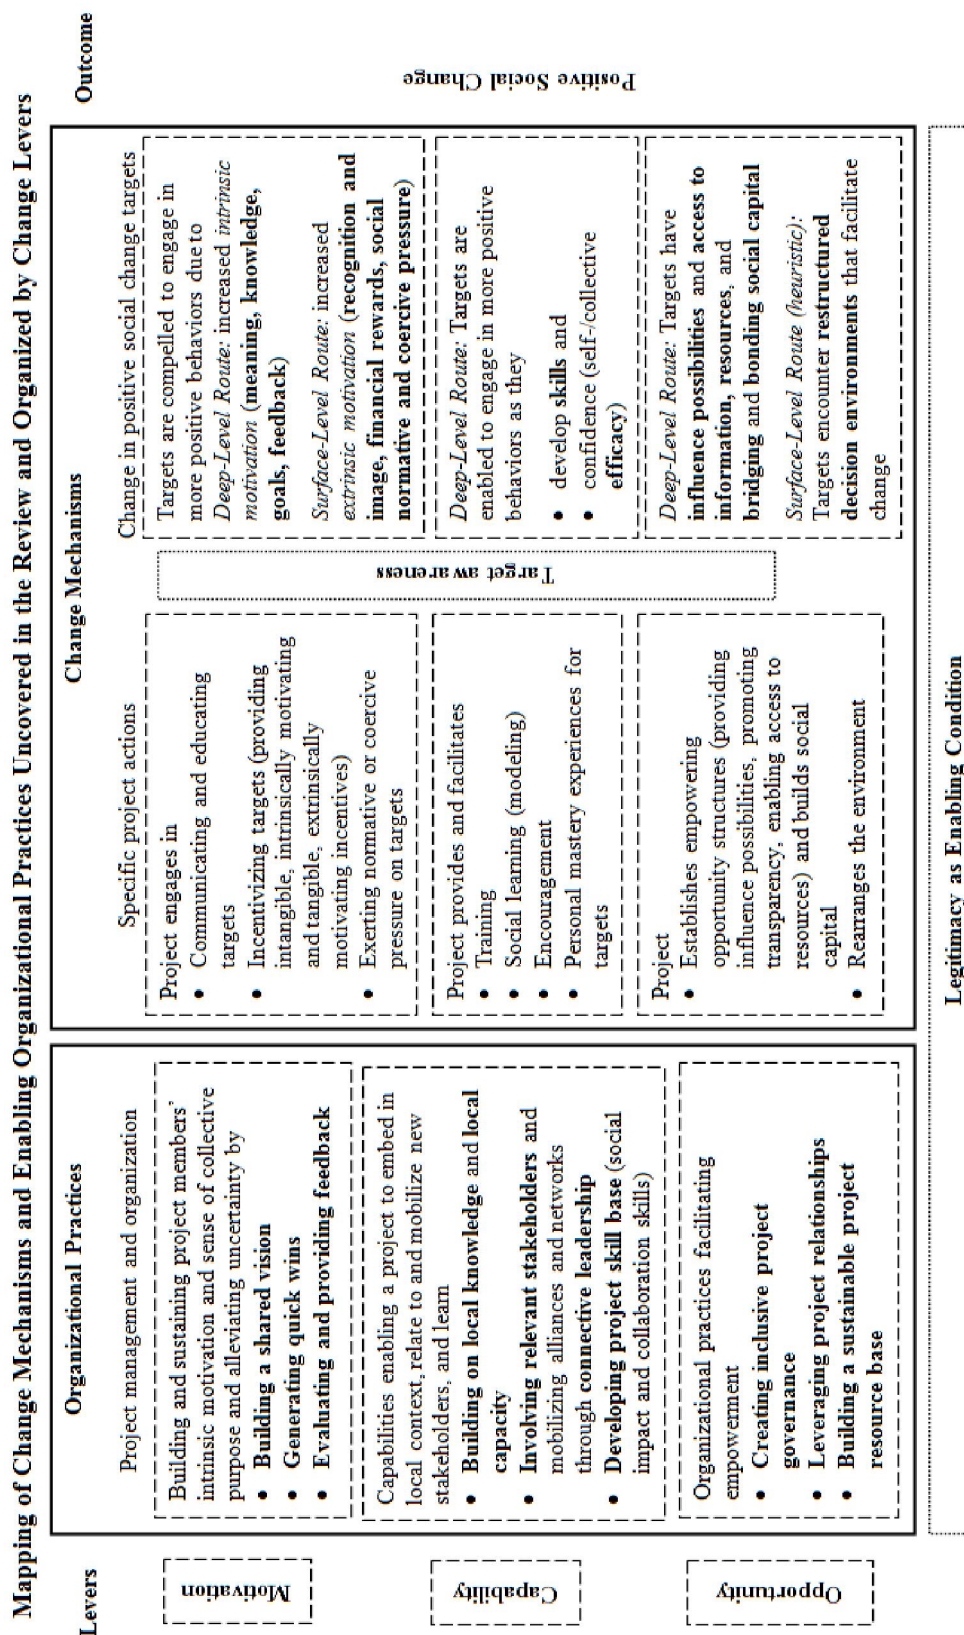 Mapping of Change Mechanisms and Enabling Organizational Practices Uncovered in the Review and Organized by Change Levers
Levers
Organizational Practices
Change Mechanisms
Outcome
Project management and organization
Specific project actions
Change in positive social change targets
Motivation
Building and sustaining project members’
intrinsic motivation and sense of collective
purpose and alleviating uncertainty by
• Building a shared vision
• Generating quick wins
• Evaluating and providing feedback
Project engages in
• Communicating and educating
targets
• Incentivizing targets (providing
intangible, intrinsically motivating
and tangible, extrinsically
motivating incentives)
• Exerting normative or coercive
pressure on targets
Targets are compelled to engage in
more positive behaviors due to
Deep-Level Route: increased intrinsic
motivation (meaning, knowledge,
goals, feedback)
Surface-Level Route: increased
extrinsic motivation (recognition and
image, financial rewards, social
normative and coercive pressure)
Capability
Capabilities enabling a project to embed in
local context, relate to and mobilize new
stakeholders, and learn
• Building on local knowledge and local
capacity
• Involving relevant stakeholders and
mobilizing alliances and networks
through connective leadership
• Developing project skill base (social
impact and collaboration skills)
Project provides and facilitates
• Training
• Social learning (modeling)
• Encouragement
• Personal mastery experiences for
targets
Target awareness
Deep-Level Route: Targets are
enabled to engage in more positive
behaviors as they
• develop skills and
• confidence (self-/collective
efficacy)
Positive Social Change
Opportunity
Organizational practices facilitating
empowerment
• Creating inclusive project
governance
• Leveraging project relationships
• Building a sustainable project
resource base
Project
• Establishes empowering
opportunity structures (providing
influence possibilities, promoting
transparency, enabling access to
resources) and builds social
capital
• Rearranges the environment
Deep-Level Route: Targets have
influence possibilities and access to
information, resources, and
bridging and bonding social capital
Surface-Level Route (heuristic):
Targets encounter restructured
decision environments that facilitate
change
Legitimacy as Enabling Condition